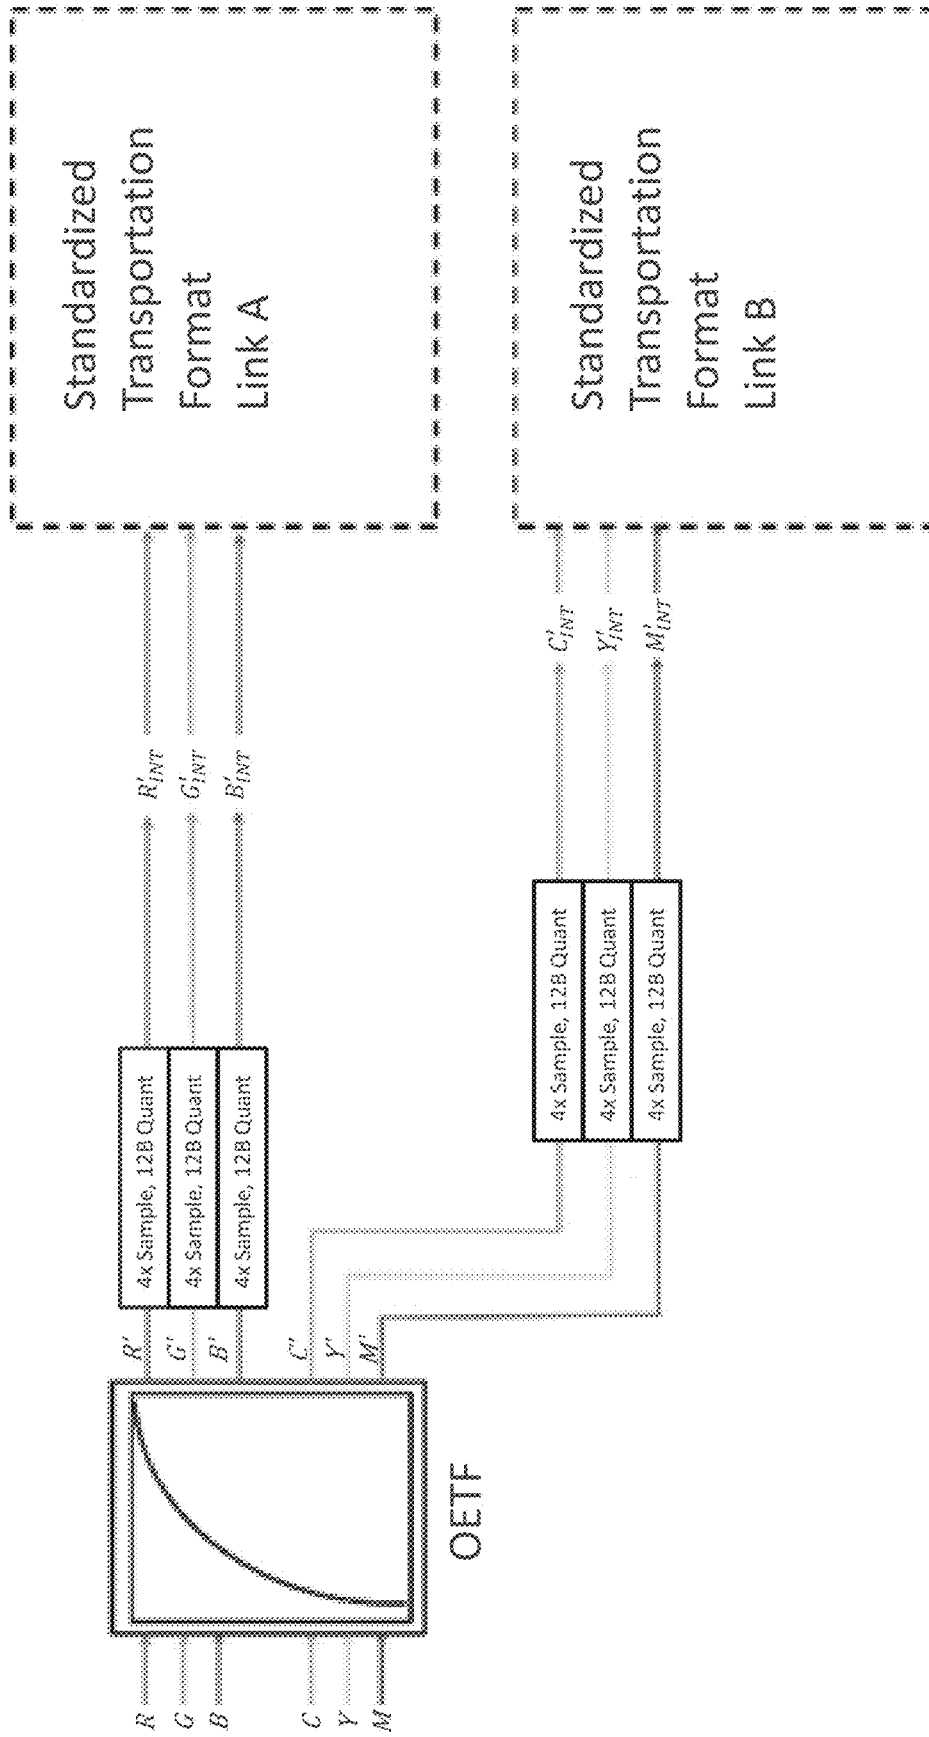 R
G
B
C
Y
M
OETF
R'
G'
B'
C'
Y'
M'
4x Sample, 12B Quant
4x Sample, 12B Quant
4x Sample, 12B Quant
4x Sample, 12B Quant
4x Sample, 12B Quant
4x Sample, 12B Quant
R'INT
G'INT
B'INT
C'INT
Y'INT
M'INT
Standardized
Transportation
Format
Link A
Standardized
Transportation
Format
Link B